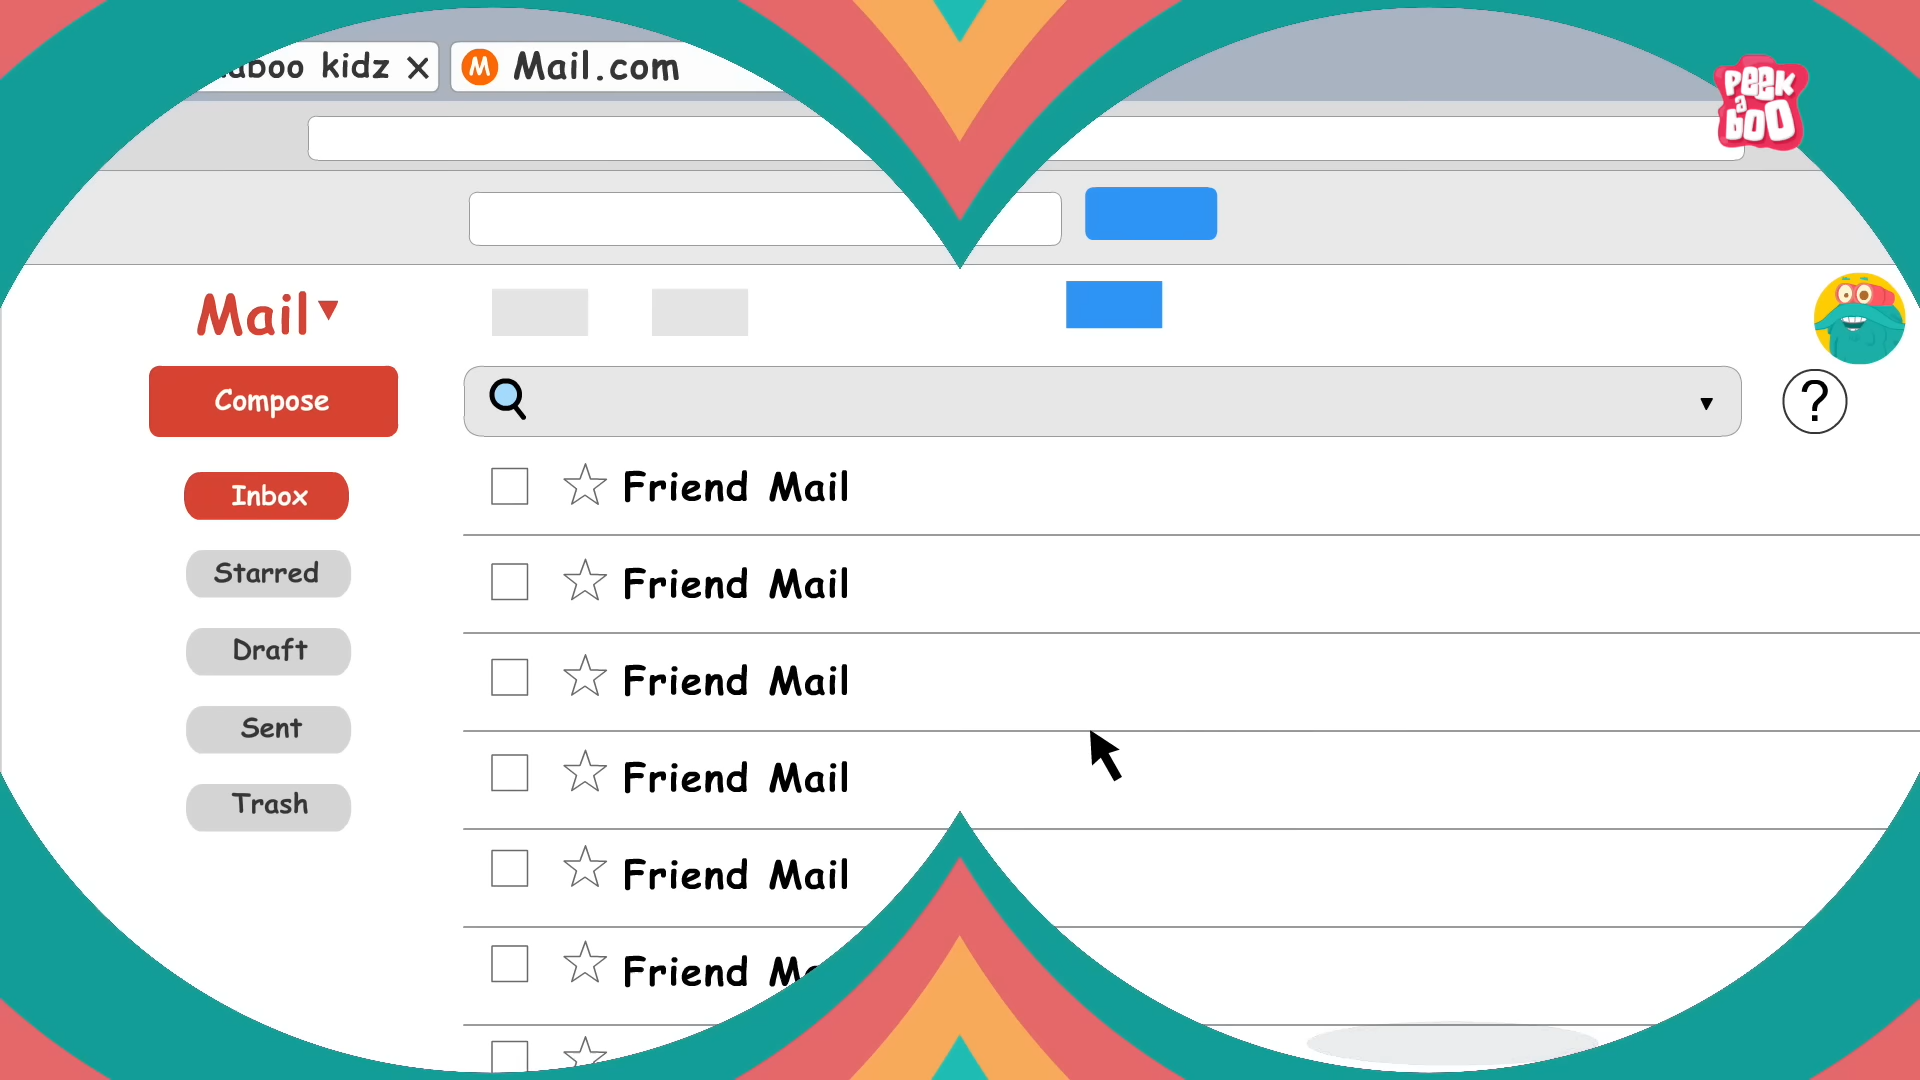 kidz ×
M Mail.com
PEEK
a
bOO
Mail
Compose
?
Inbox
Starred
Draft
Sent
Trash
Friend Mail
Friend Mail
Friend Mail
Friend Mail
Friend Mail
Friend